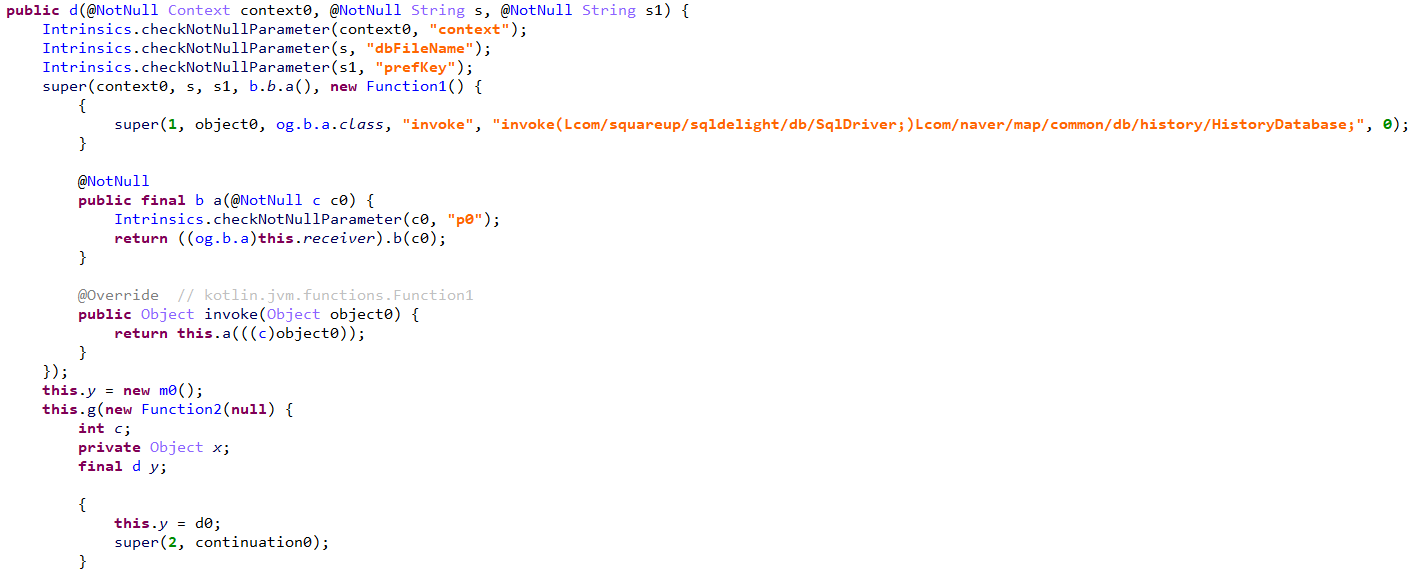 public d(@NotNull Context context0, @NotNull String s, @NotNull String s1) {
    Intrinsics.checkNotNullParameter(context0, "context");
    Intrinsics.checkNotNullParameter(s, "dbFileName");
    Intrinsics.checkNotNullParameter(s1, "prefKey");
    super(context0, s, s1, b.b.a(), new Function1() {
        {
            super(1, object0, og.b.a.class, "invoke", "invoke(Lcom/squareup/sqldelight/db/SqlDriver;)Lcom/naver/map/common/db/history/HistoryDatabase;", 0);
        }

        @NotNull
        public final b a(@NotNull c c0) {
            Intrinsics.checkNotNullParameter(c0, "p0");
            return ((og.b.a)this.receiver).b(c0);
        }

        @Override  // kotlin.jvm.functions.Function1
        public Object invoke(Object object0) {
            return this.a(((c)object0));
        }
    });
    this.y = new m0();
    this.g(new Function2(null) {
        int c;
        private Object x;
        final d y;

        {
            this.y = d0;
            super(2, continuation0);
        }